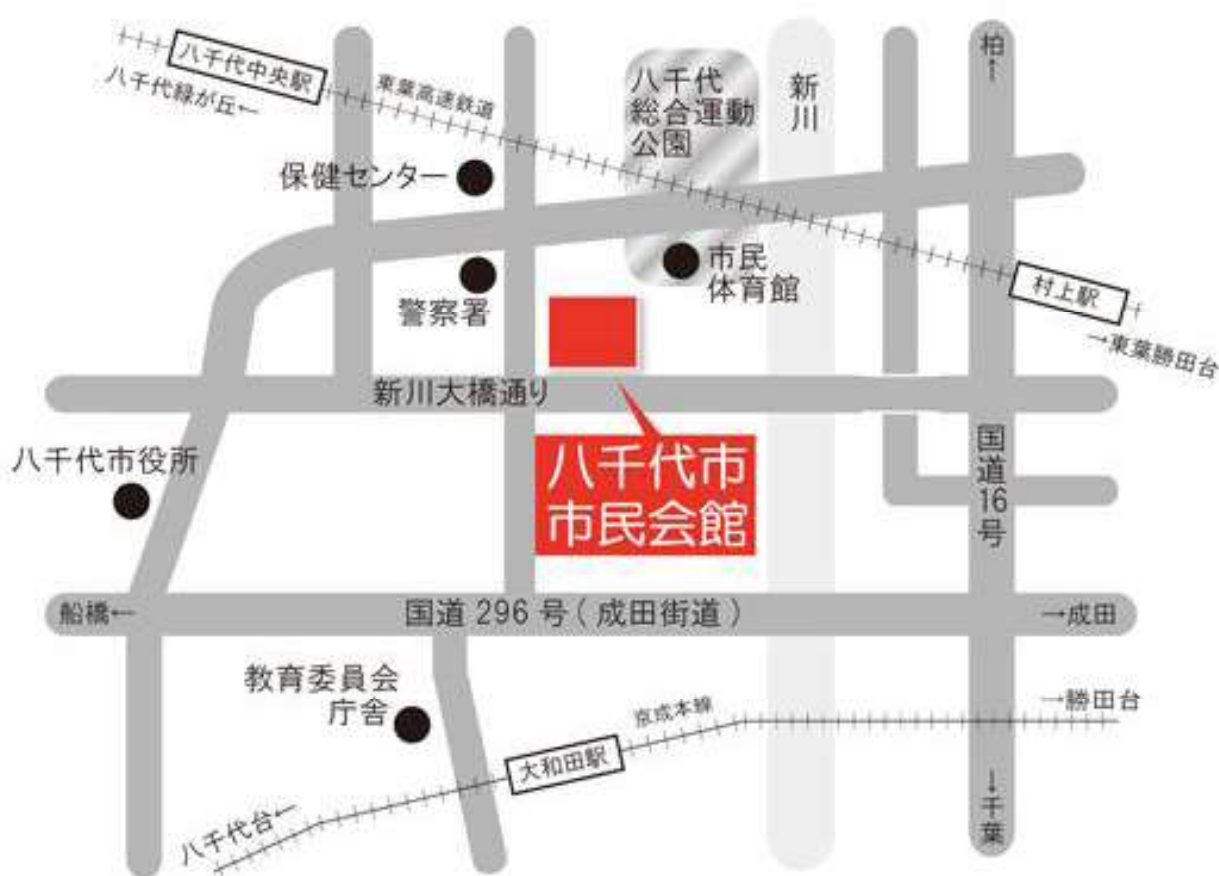 八千代中央駅
八千代緑が丘←
東葉高速鉄道
八千代
総合運動
公園
新川
柏←
保健センター
警察署
市民
体育館
村上駅
→東葉勝田台
新川大橋通り
八千代市役所
八千代市
市民会館
国道16号
船橋←
国道 296 号 ( 成田街道 )
→成田
教育委員会
庁舎
京成本線
→勝田台
大和田駅
八千代台←
→千葉